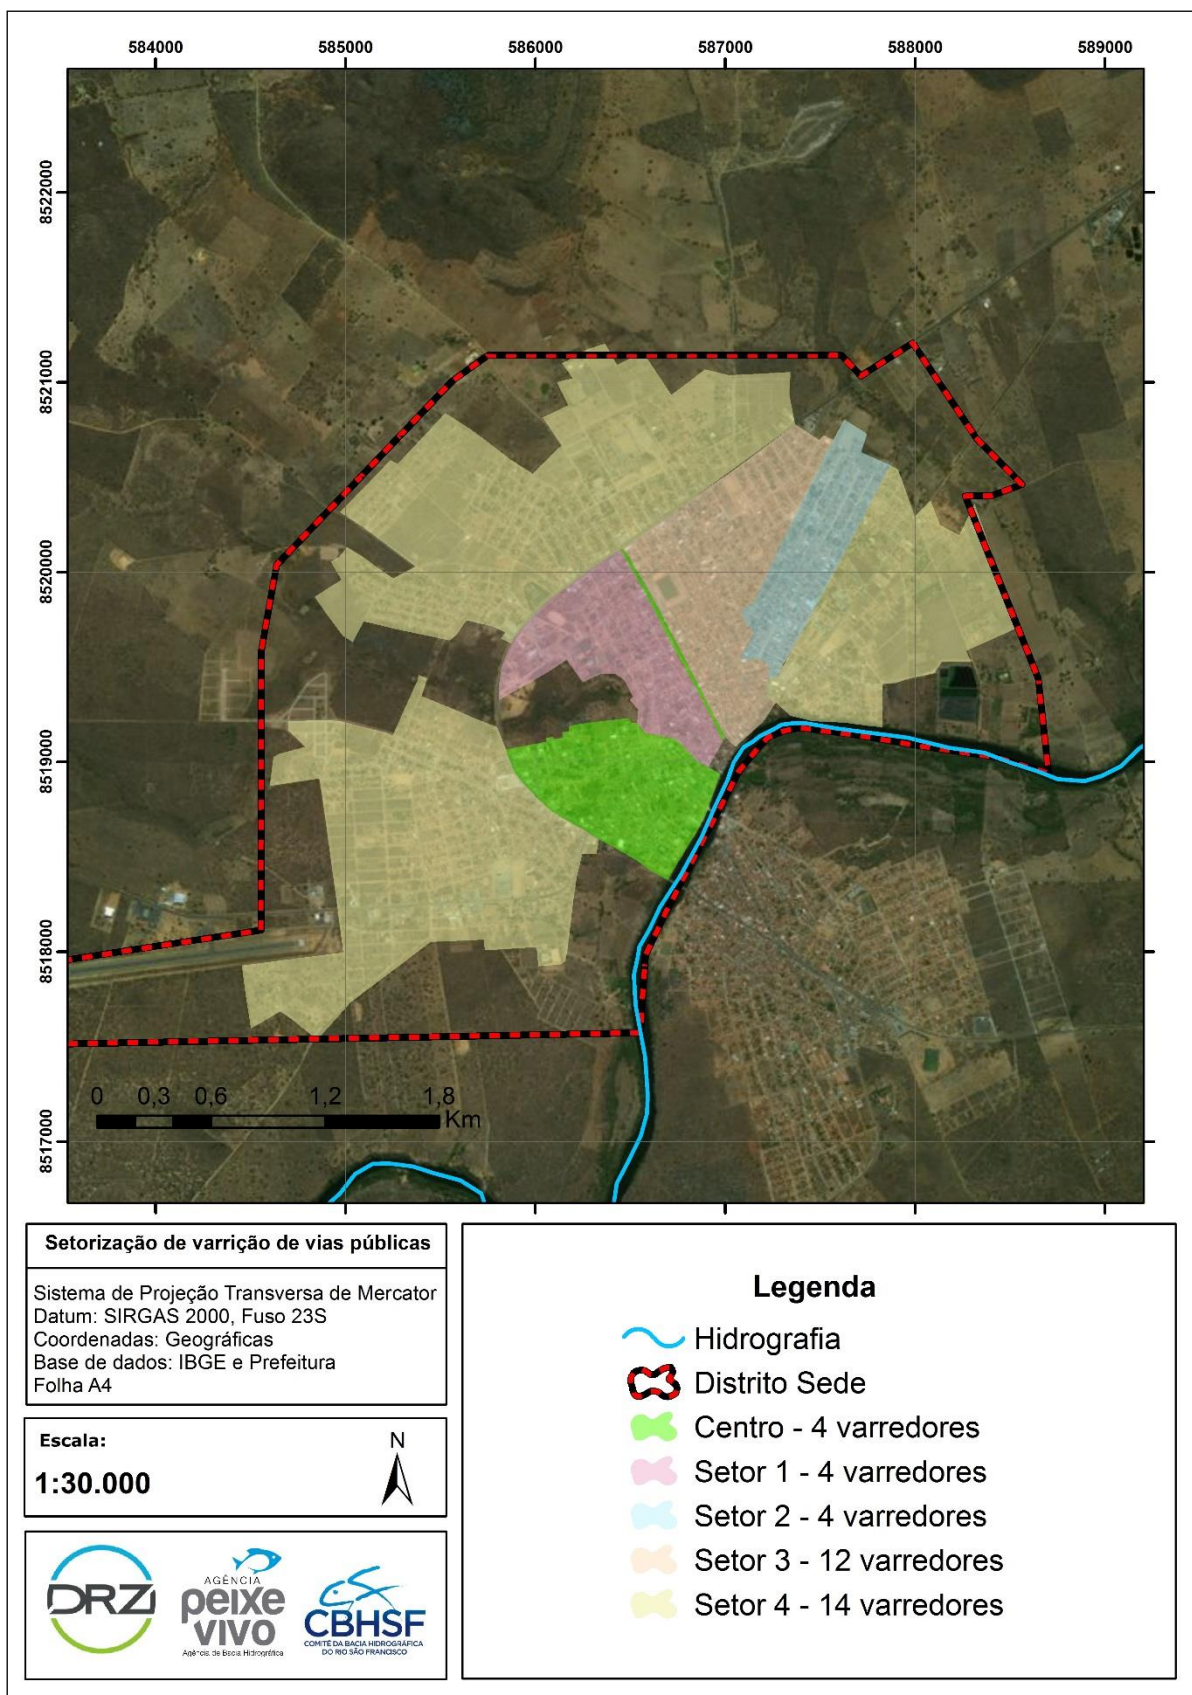 584000 585000 586000 587000 588000 589000
8522000
8521000
8520000
8519000
8518000
8517000
0 0,3 0,6 1,2 1,8
Km
Setorização de varrição de vias públicas
Sistema de Projeção Transversa de Mercator
Datum: SIRGAS 2000, Fuso 23S
Coordenadas: Geográficas
Base de dados: IBGE e Prefeitura
Folha A4
Escala:
1:30.000
N
DRZ
AGÊNCIA
peixe
vivo
Agência de Bacia Hidrográfica
CBHSF
COMITÊ DA BACIA HIDROGRÁFICA
DO RIO SÃO FRANCISCO
Legenda
Hidrografia
Distrito Sede
Centro - 4 varredores
Setor 1 - 4 varredores
Setor 2 - 4 varredores
Setor 3 - 12 varredores
Setor 4 - 14 varredores